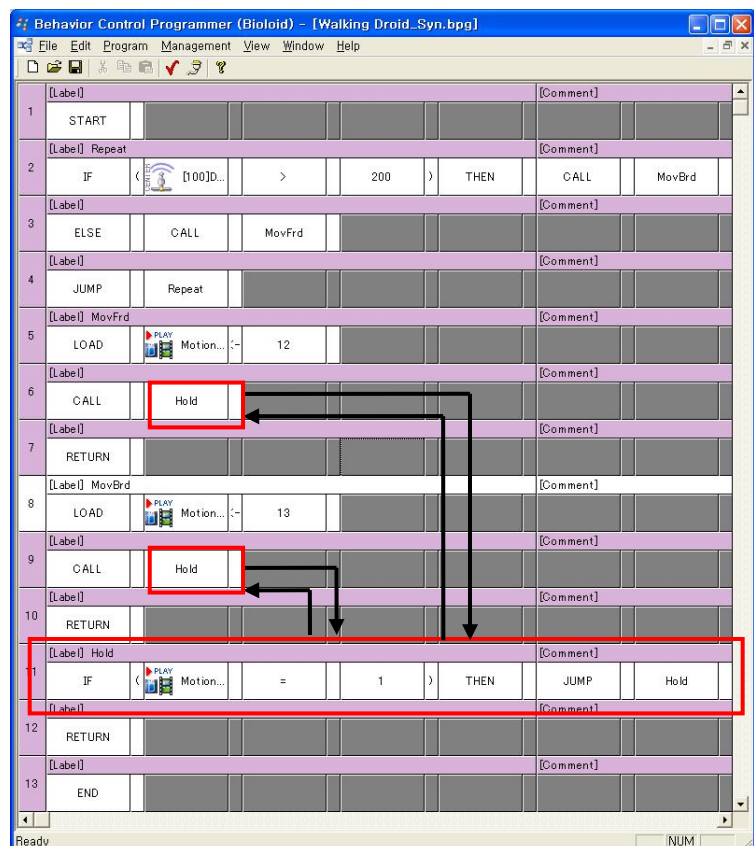 Behavior Control Programmer (Bioloid) - [Walking Droid_Syn.bpg]
File Edit Program Management View Window Help
[Label] [Comment]
1 START
[Label] Repeat [Comment]
2 IF ( CENTER [100]D... > 200 ) THEN CALL MovBrd
[Label] [Comment]
3 ELSE CALL MovFrd
[Label] [Comment]
4 JUMP Repeat
[Label] MovFrd [Comment]
5 LOAD PLAY Motion... <- 12
[Label] [Comment]
6 CALL Hold
[Label] [Comment]
7 RETURN
[Label] MovBrd [Comment]
8 LOAD PLAY Motion... <- 13
[Label] [Comment]
9 CALL Hold
[Label] [Comment]
10 RETURN
[Label] Hold [Comment]
11 IF ( PLAY Motion... = 1 ) THEN JUMP Hold
[Label] [Comment]
12 RETURN
[Label] [Comment]
13 END
Ready NUM